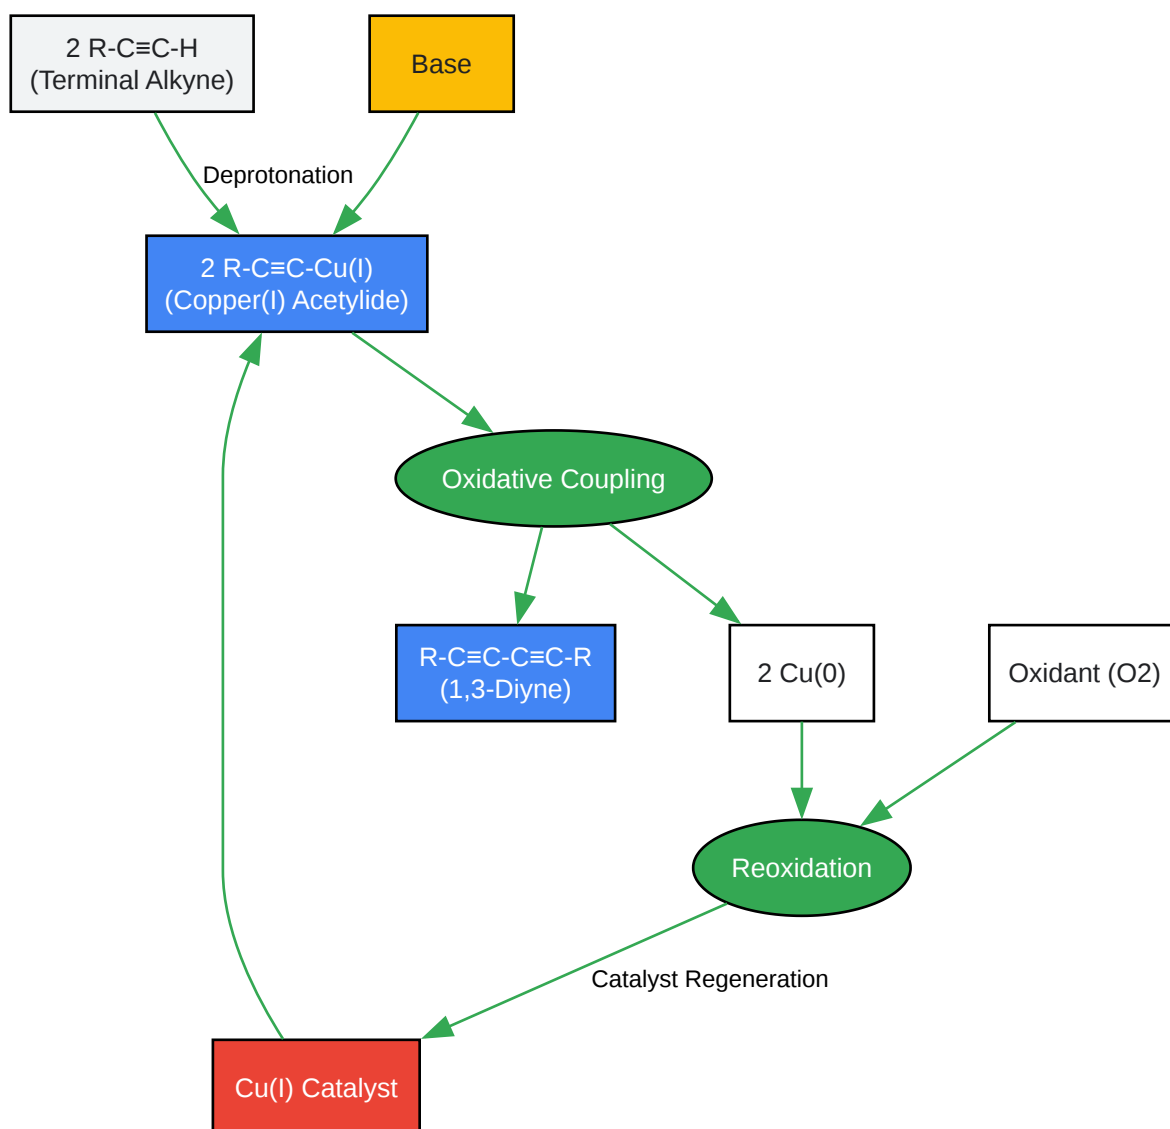 2 R-C≡C-H
(Terminal Alkyne)
Base
Deprotonation
2 R-C≡C-Cu(I)
(Copper(I) Acetylide)
Oxidative Coupling
R-C≡C-C≡C-R
(1,3-Diyne)
2 Cu(0)
Oxidant (O2)
Reoxidation
Catalyst Regeneration
Cu(I) Catalyst